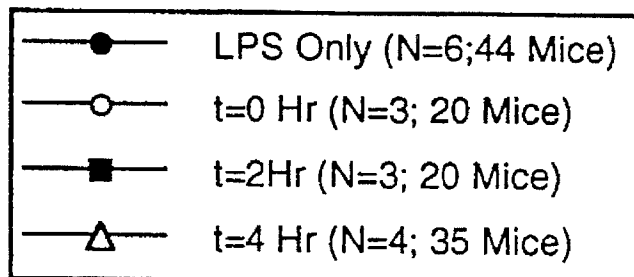 LPS Only (N=6;44 Mice)
t=0 Hr (N=3; 20 Mice)
t=2Hr (N=3; 20 Mice)
t=4 Hr (N=4; 35 Mice)